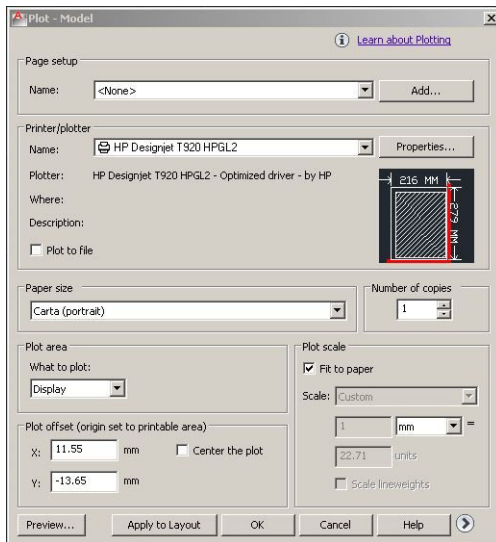 Plot - Model
Learn about Plotting
Page setup
Name: <None> Add...
Printer/plotter
Name: HP Designjet T920 HPGL2 Properties...
Plotter: HP Designjet T920 HPGL2 - Optimized driver - by HP
Where:
Description:
Plot to file
216 MM
279 MM
Paper size
Carta (portrait)
Number of copies
1
Plot area
What to plot:
Display
Plot offset (origin set to printable area)
X: 11.55 mm Center the plot
Y: -13.65 mm
Plot scale
Fit to paper
Scale: Custom
1 mm =
22.71 units
Scale lineweights
Preview... Apply to Layout OK Cancel Help